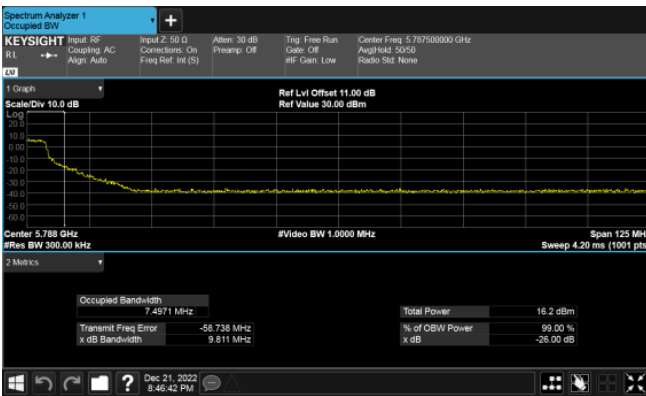 Spectrum Analyzer 1
Occupied BW
+
KEYSIGHT Input: RF Input Z: 50 Ω Atten: 30 dB Trig: Free Run Center Freq: 5.787500000 GHz
RL Coupling: AC Corrections: On Preamp: Off Gate: Off Avg|Hold: 50/50
Align: Auto Freq Ref: Int (S) #IF Gain: Low Radio Std: None
LXI
1 Graph
Ref Lvl Offset 11.00 dB
Scale/Div 10.0 dB Ref Value 30.00 dBm
Log
20.0
10.0
0.00
-10.0
-20.0
-30.0
-40.0
-50.0
-60.0
Center 5.788 GHz #Video BW 1.0000 MHz Span 125 MH
#Res BW 300.00 kHz Sweep 4.20 ms (1001 pts
2 Metrics
Occupied Bandwidth
7.4971 MHz Total Power 16.2 dBm
Transmit Freq Error -58.738 MHz % of OBW Power 99.00 %
x dB Bandwidth 9.811 MHz x dB -26.00 dB
? Dec 21, 2022
8:46:42 PM